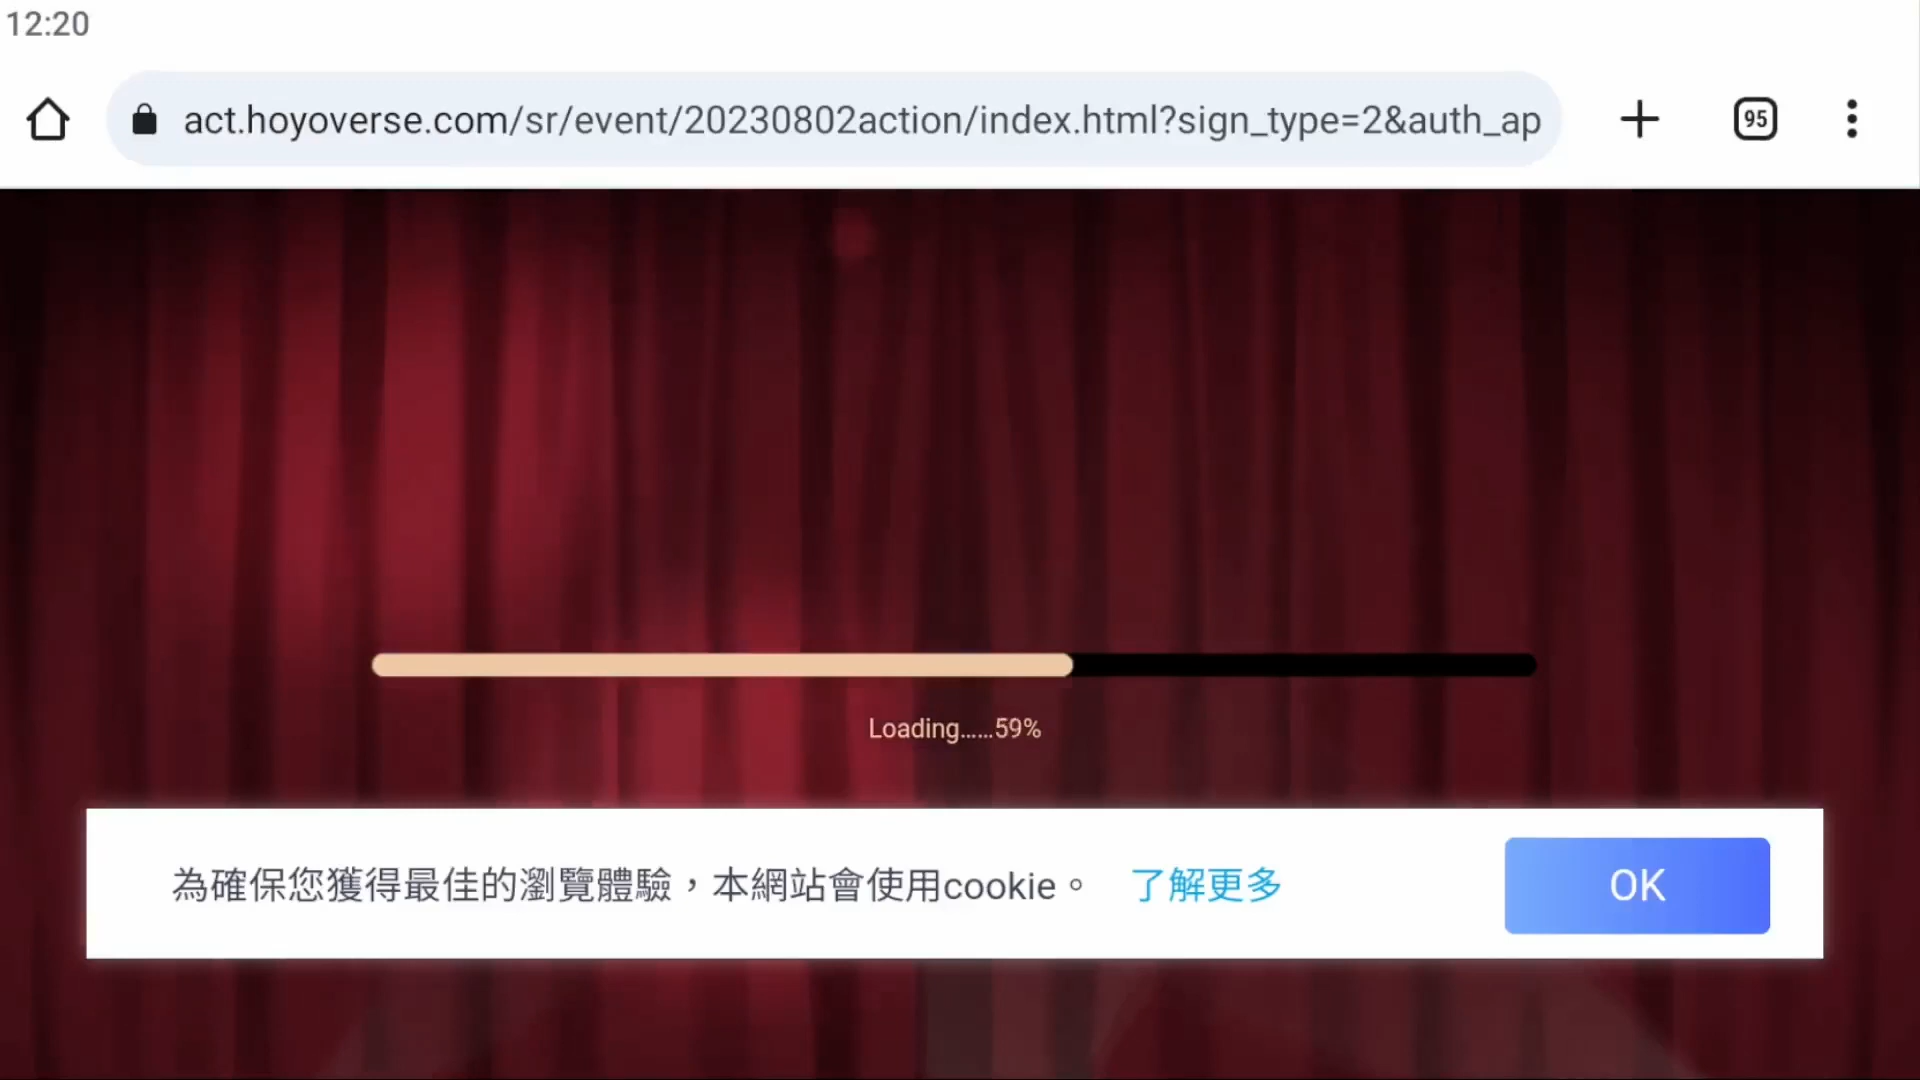 12:20
act.hoyoverse.com/sr/event/20230802action/index.html?sign_type=2&auth_ap
95
Loading......59%
為確保您獲得最佳的瀏覽體驗，本網站會使用cookie。 了解更多
OK